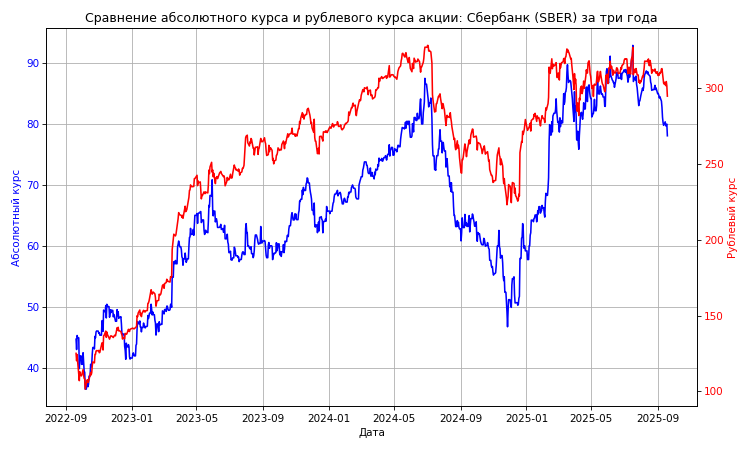 Сравнение абсолютного курса и рублевого курса акции: Сбербанк (SBER) за три года
Абсолютный курс
90
80
70
60
50
40
Рублевый курс
300
250
200
150
100
2022-09 2023-01 2023-05 2023-09 2024-01 2024-05 2024-09 2025-01 2025-05 2025-09
Дата